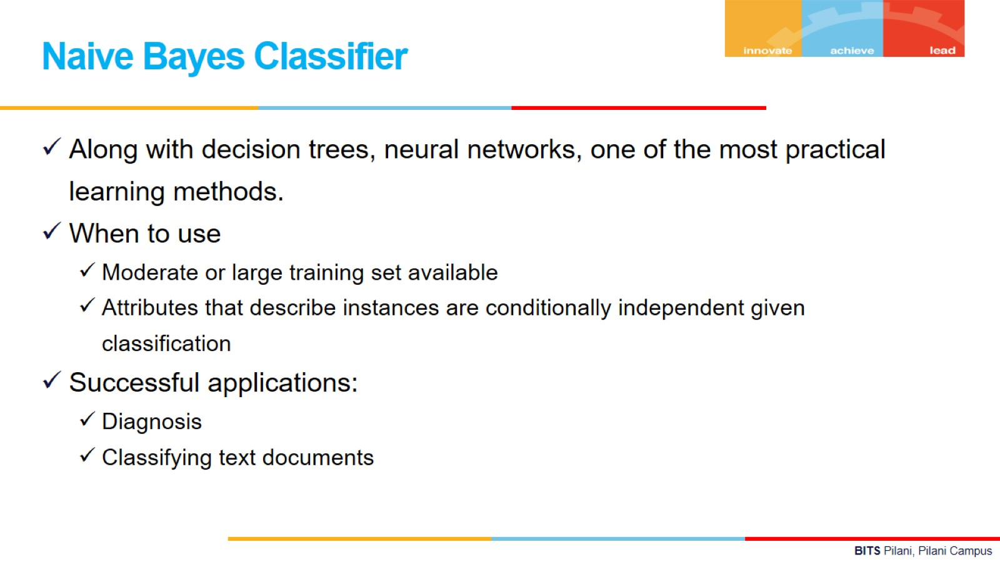 innovate achieve lead
Naive Bayes Classifier
✓ Along with decision trees, neural networks, one of the most practical
learning methods.
✓ When to use
✓ Moderate or large training set available
✓ Attributes that describe instances are conditionally independent given
classification
✓ Successful applications:
✓ Diagnosis
✓ Classifying text documents
BITS Pilani, Pilani Campus